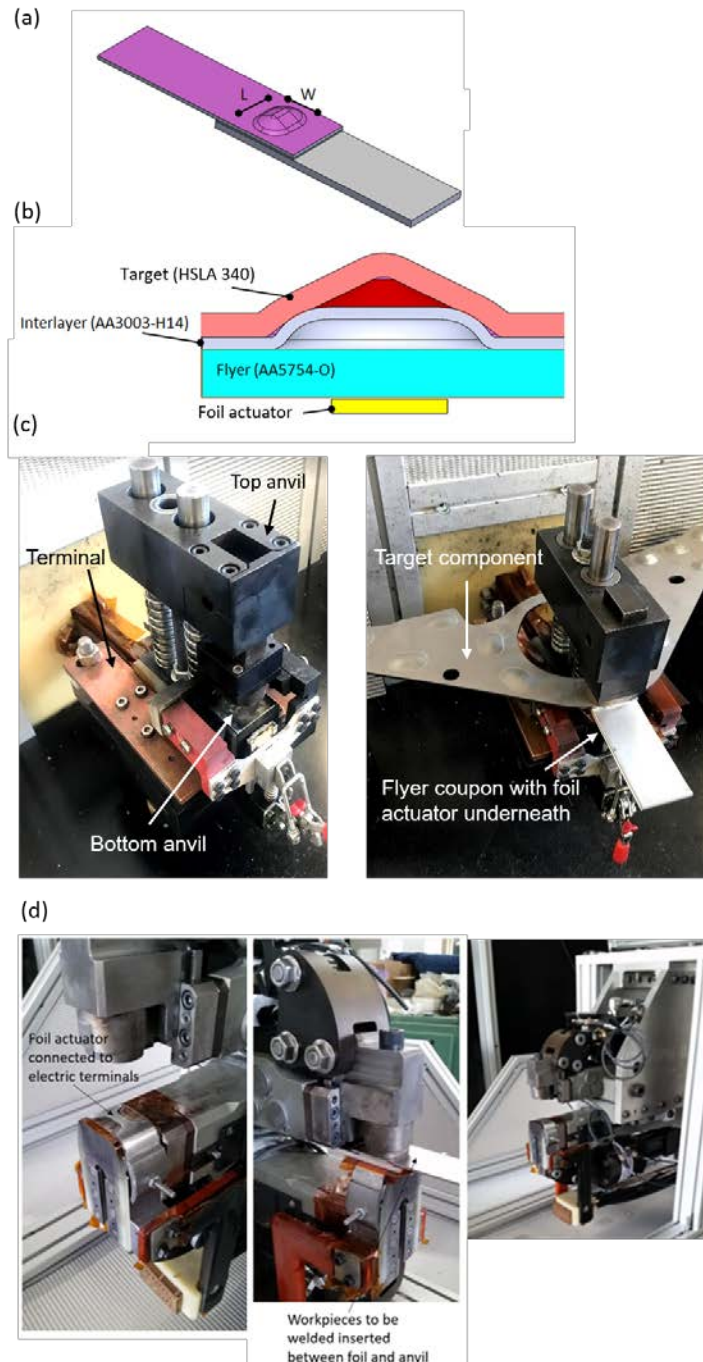 (a)
L
W
(b)
Target (HSLA 340)
Interlayer (AA3003-H14)
Flyer (AA5754-O)
Foil actuator
(c)
Top anvil
Terminal
Bottom anvil
Target component
Flyer coupon with foil
actuator underneath
(d)
Foil actuator
connected to
electric terminals
Workpieces to be
welded inserted
between foil and anvil